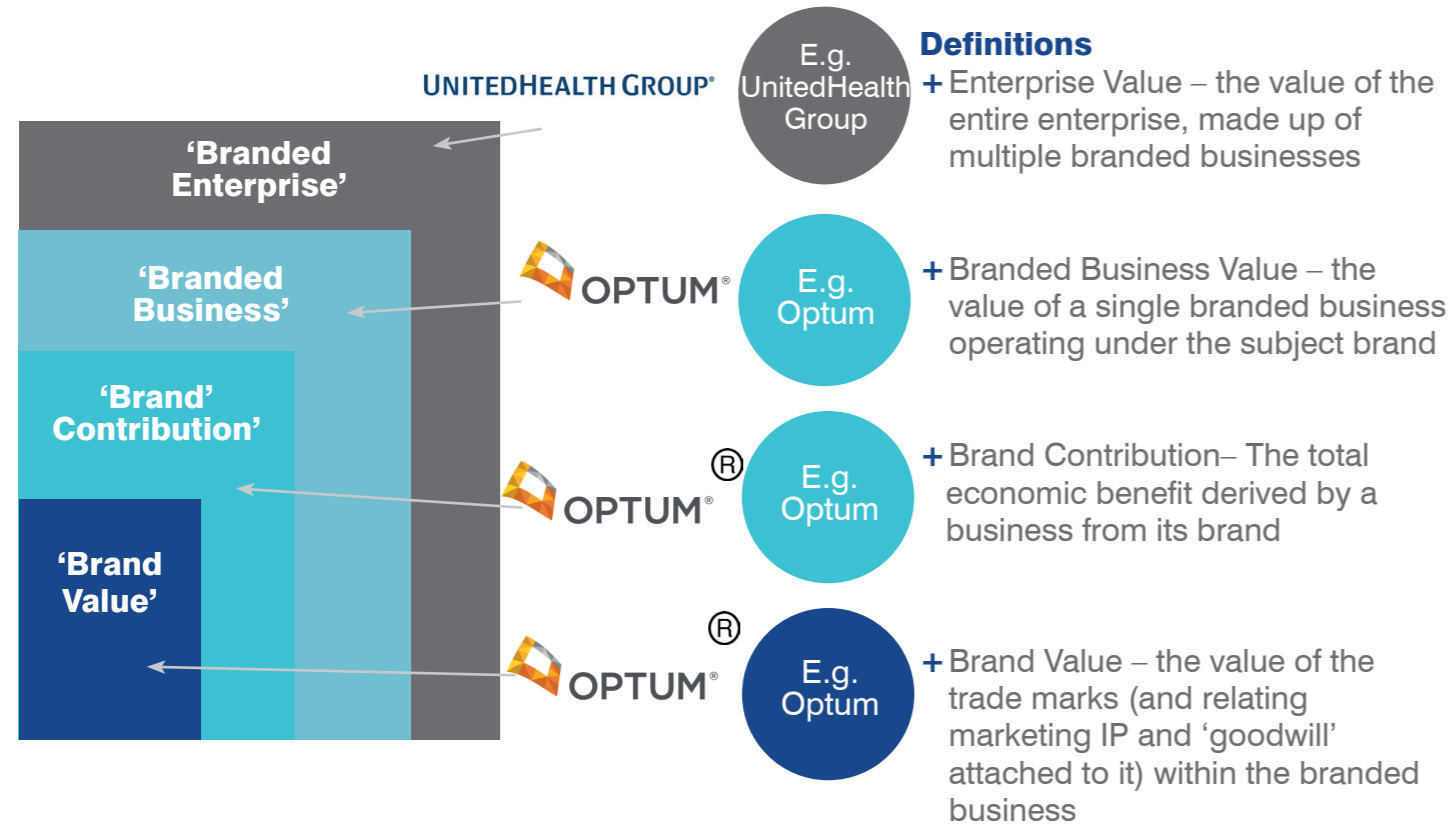 UNITEDHEALTH GROUP®
E.g.
UnitedHealth
Group
Definitions
+ Enterprise Value – the value of the
entire enterprise, made up of
multiple branded businesses
‘Branded
Enterprise’
‘Branded
Business’
OPTUM®
E.g.
Optum
+ Branded Business Value – the
value of a single branded business
operating under the subject brand
‘Brand’
Contribution’
®
OPTUM®
E.g.
Optum
+ Brand Contribution– The total
economic benefit derived by a
business from its brand
‘Brand
Value’
®
OPTUM®
E.g.
Optum
+ Brand Value – the value of the
trade marks (and relating
marketing IP and ‘goodwill’
attached to it) within the branded
business